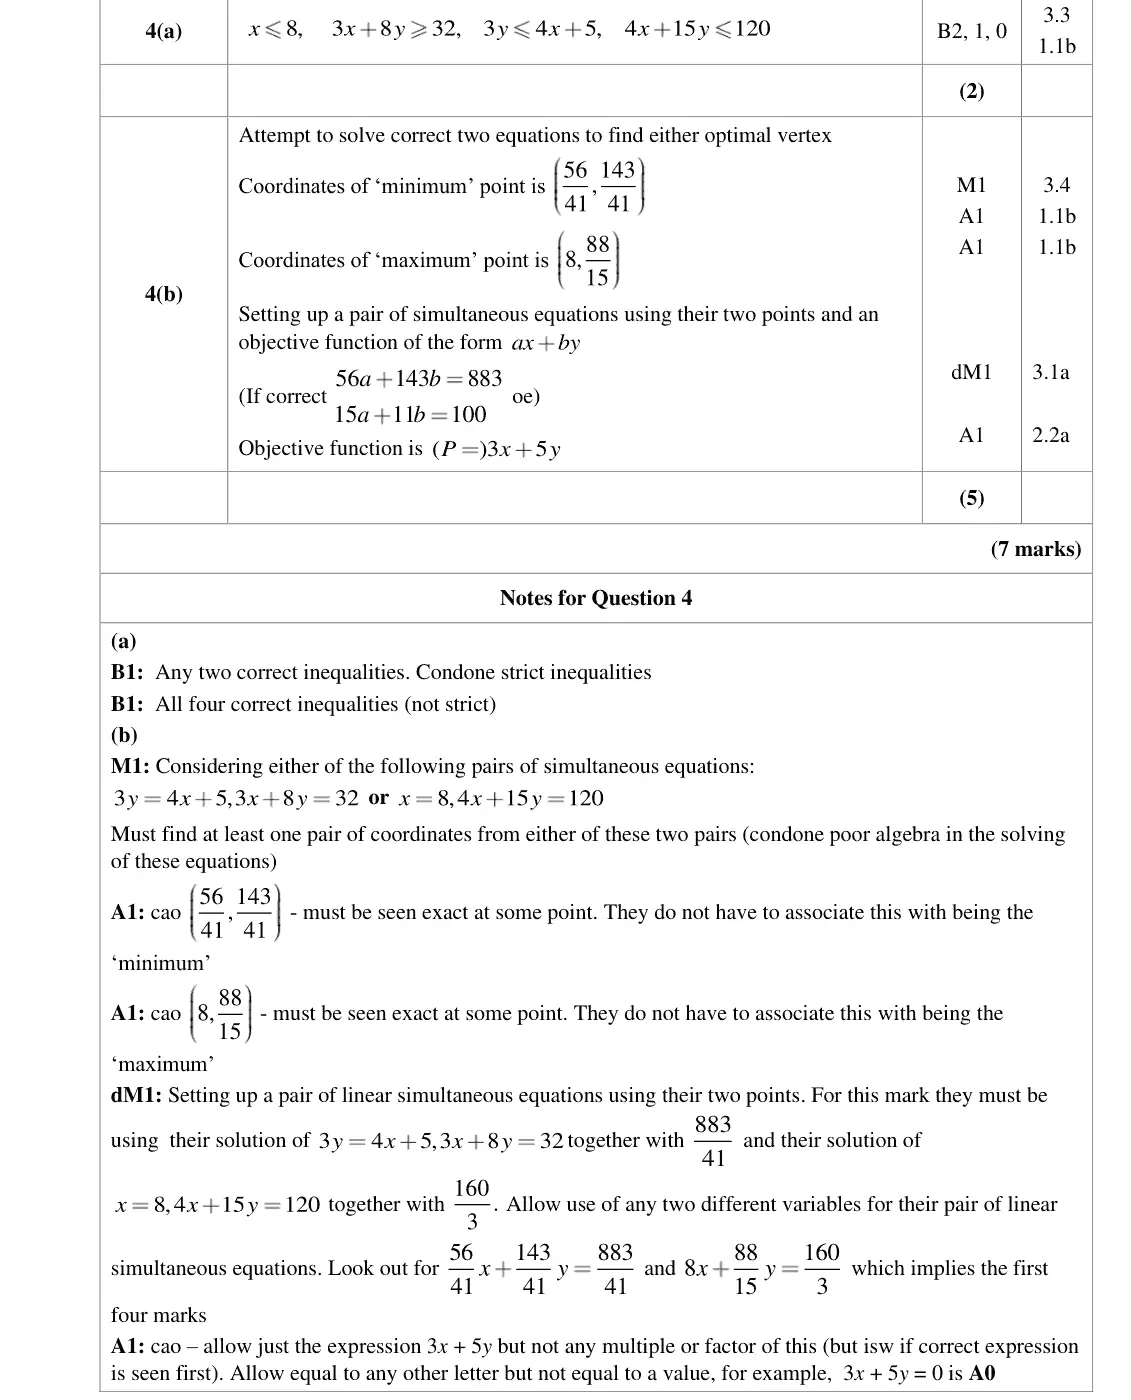 4(a) x ⩽ 8, 3x + 8y ⩾ 32, 3y ⩽ 4x + 5, 4x + 15y ⩽ 120 B2, 1, 0 3.3 1.1b
(2)
4(b)
Attempt to solve correct two equations to find either optimal vertex
Coordinates of ‘minimum’ point is (56/41, 143/41) M1 3.4
A1 1.1b
Coordinates of ‘maximum’ point is (8, 88/15) A1 1.1b
Setting up a pair of simultaneous equations using their two points and an
objective function of the form ax + by
(If correct 56a + 143b = 883 dM1 3.1a
15a + 11b = 100 oe)
Objective function is (P =)3x + 5y A1 2.2a
(5)
(7 marks)
Notes for Question 4
(a)
B1: Any two correct inequalities. Condone strict inequalities
B1: All four correct inequalities (not strict)
(b)
M1: Considering either of the following pairs of simultaneous equations:
3y = 4x + 5, 3x + 8y = 32 or x = 8, 4x + 15y = 120
Must find at least one pair of coordinates from either of these two pairs (condone poor algebra in the solving
of these equations)
A1: cao (56/41, 143/41) - must be seen exact at some point. They do not have to associate this with being the
‘minimum’
A1: cao (8, 88/15) - must be seen exact at some point. They do not have to associate this with being the
‘maximum’
dM1: Setting up a pair of linear simultaneous equations using their two points. For this mark they must be
using their solution of 3y = 4x + 5, 3x + 8y = 32 together with 883/41 and their solution of
x = 8, 4x + 15y = 120 together with 160/3. Allow use of any two different variables for their pair of linear
simultaneous equations. Look out for 56/41 x + 143/41 y = 883/41 and 8x + 88/15 y = 160/3 which implies the first
four marks
A1: cao – allow just the expression 3x + 5y but not any multiple or factor of this (but isw if correct expression
is seen first). Allow equal to any other letter but not equal to a value, for example, 3x + 5y = 0 is A0